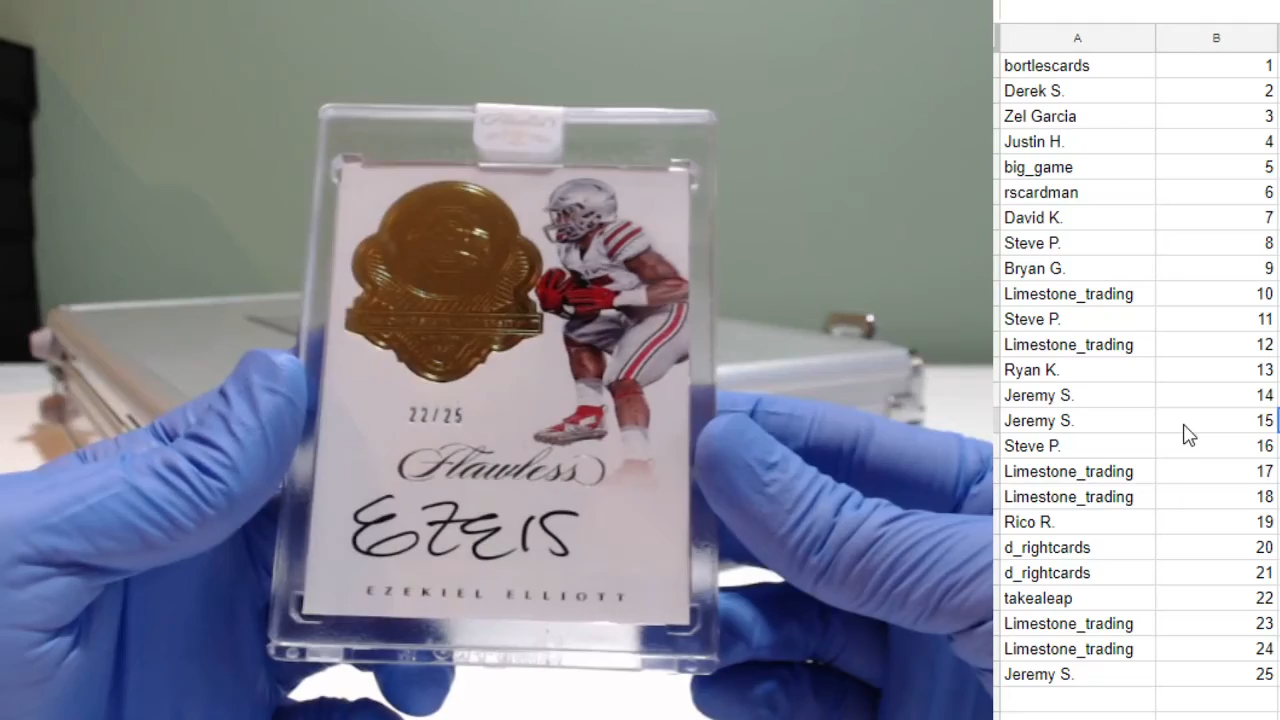 22/25
Flawless
EZE 15
EZEKIEL ELLIOTT
A B
bortlescards 1
Derek S. 2
Zel Garcia 3
Justin H. 4
big_game 5
rscardman 6
David K. 7
Steve P. 8
Bryan G. 9
Limestone_trading 10
Steve P. 11
Limestone_trading 12
Ryan K. 13
Jeremy S. 14
Jeremy S. 15
Steve P. 16
Limestone_trading 17
Limestone_trading 18
Rico R. 19
d_rightcards 20
d_rightcards 21
takealeap 22
Limestone_trading 23
Limestone_trading 24
Jeremy S. 25